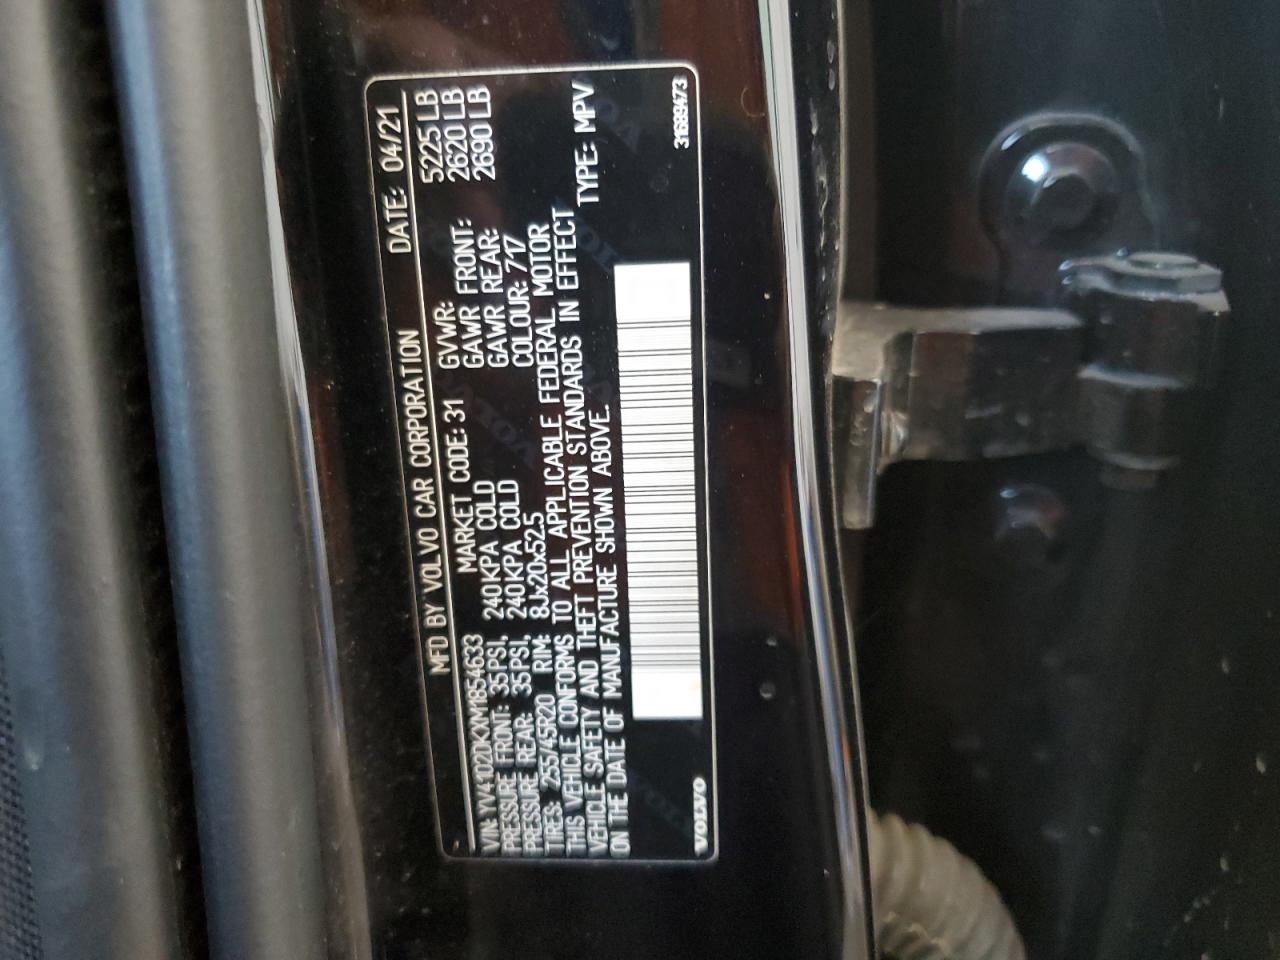 MFD BY VOLVO CAR CORPORATION DATE: 04/21
GVWR: 5225 LB
MARKET CODE: 31 GAWR FRONT: 2620 LB
VIN: YV4102DKXM1854633 GAWR REAR: 2690 LB
PRESSURE FRONT: 35PSI, 240KPA COLD COLOUR: 717
PRESSURE REAR: 35PSI, 240KPA COLD
TIRES: 255/45R20 RIM: 8Jx20x52.5
THIS VEHICLE CONFORMS TO ALL APPLICABLE FEDERAL MOTOR
VEHICLE SAFETY AND THEFT PREVENTION STANDARDS IN EFFECT
ON THE DATE OF MANUFACTURE SHOWN ABOVE.
TYPE: MPV
VOLVO 31689473